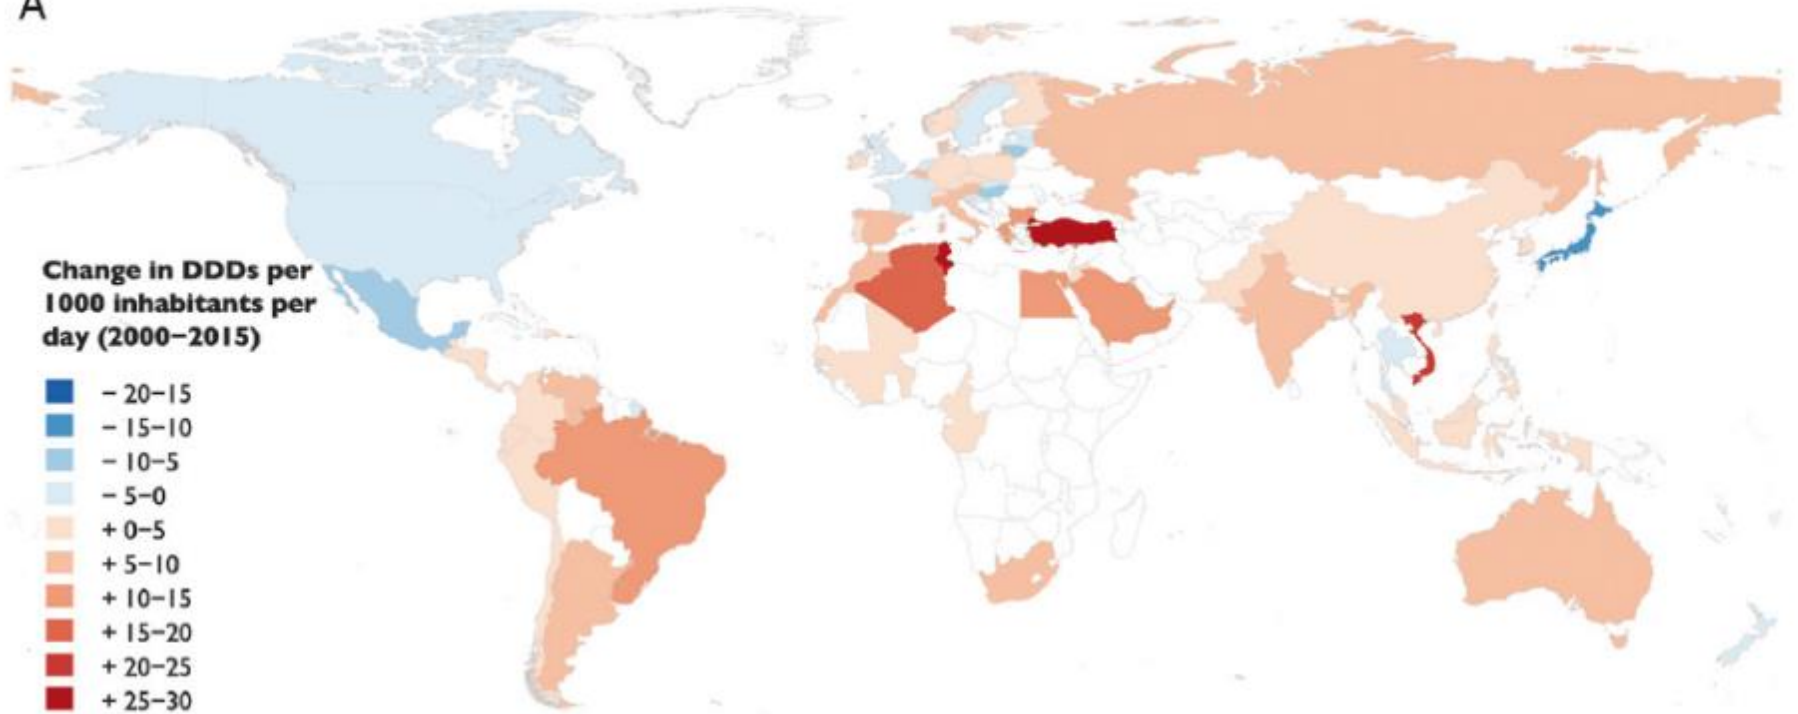 A
Change in DDDs per
1000 inhabitants per
day (2000−2015)
− 20−15
− 15−10
− 10−5
− 5−0
+ 0−5
+ 5−10
+ 10−15
+ 15−20
+ 20−25
+ 25−30